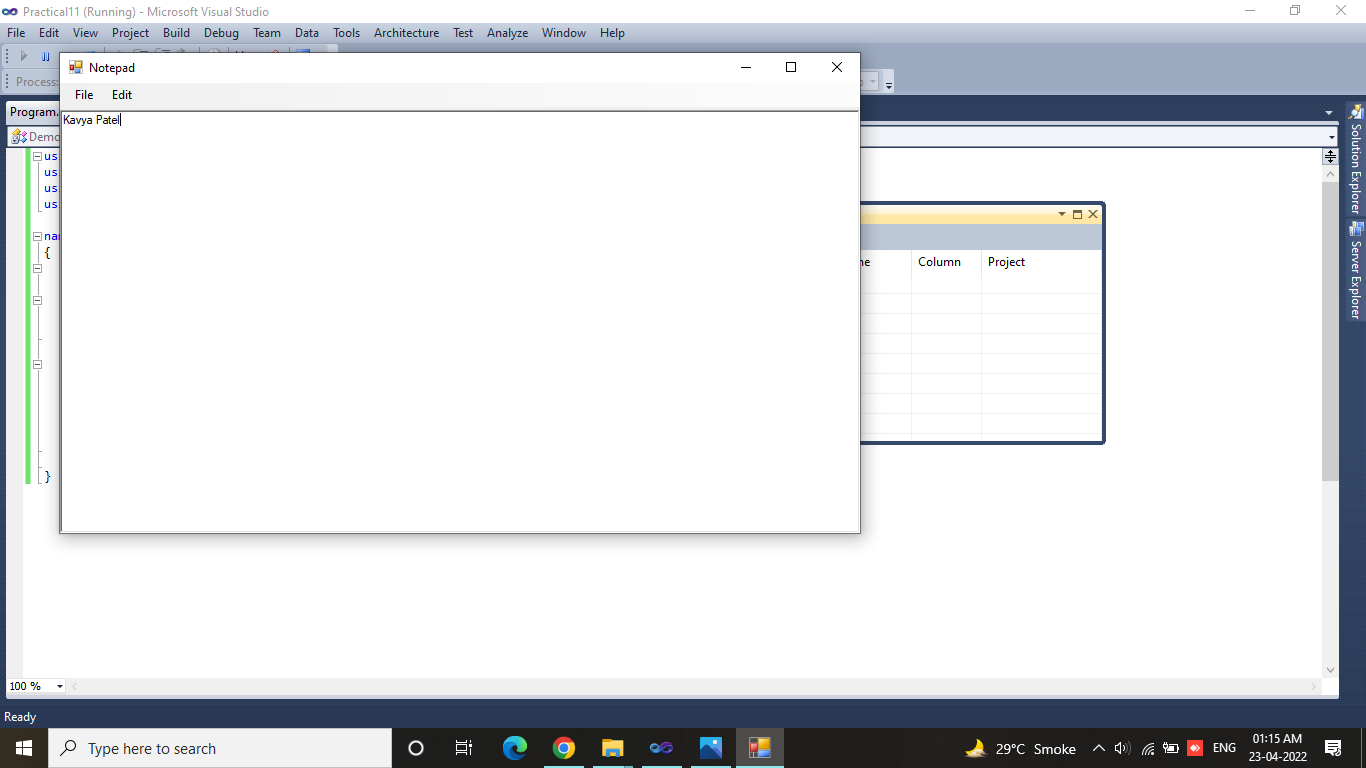 Practical11 (Running) - Microsoft Visual Studio
File Edit View Project Build Debug Team Data Tools Architecture Test Analyze Window Help
Process:
Notepad
File Edit
Kavya Patel
Program.
Demo
us
us
us
us
nam
{
}
Column Project
Solution Explorer
Server Explorer
100 %
Ready
Type here to search
29°C Smoke
ENG
01:15 AM
23-04-2022